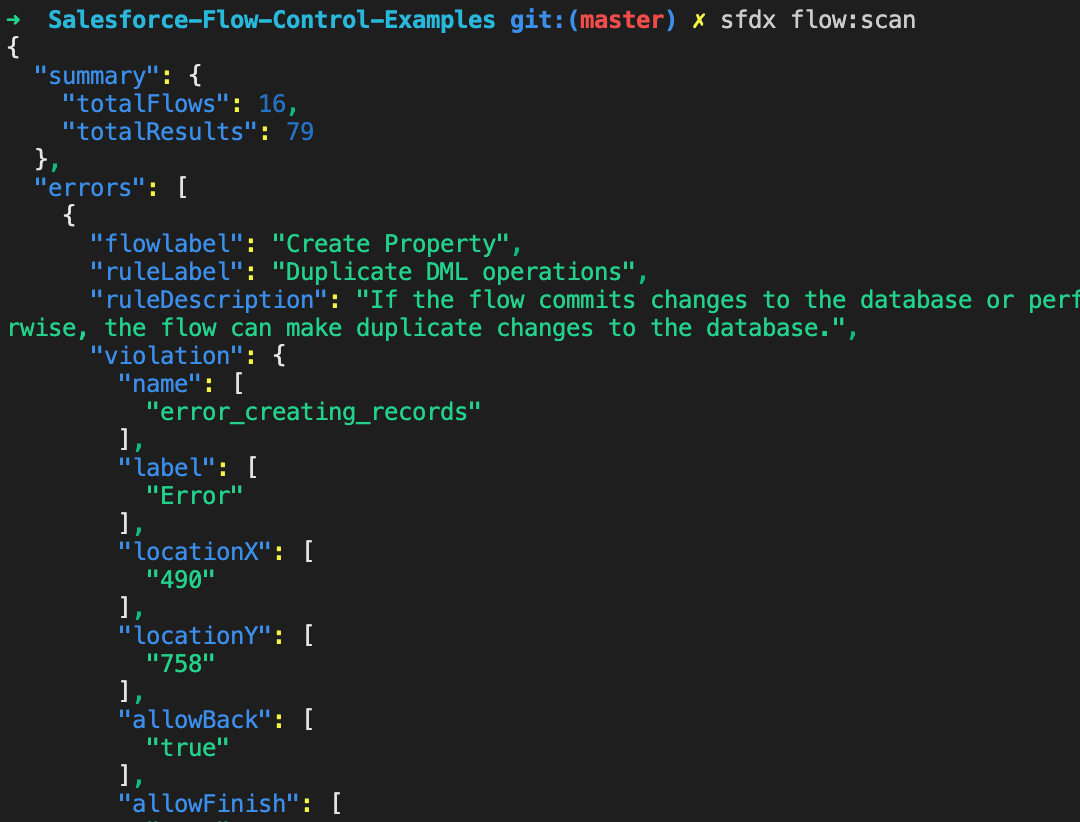 ➜  Salesforce-Flow-Control-Examples git:(master) ✗ sfdx flow:scan
{
  "summary": {
    "totalFlows": 16,
    "totalResults": 79
  },
  "errors": [
    {
      "flowlabel": "Create Property",
      "ruleLabel": "Duplicate DML operations",
      "ruleDescription": "If the flow commits changes to the database or perf
rwise, the flow can make duplicate changes to the database.",
      "violation": {
        "name": [
          "error_creating_records"
        ],
        "label": [
          "Error"
        ],
        "locationX": [
          "490"
        ],
        "locationY": [
          "758"
        ],
        "allowBack": [
          "true"
        ],
        "allowFinish": [